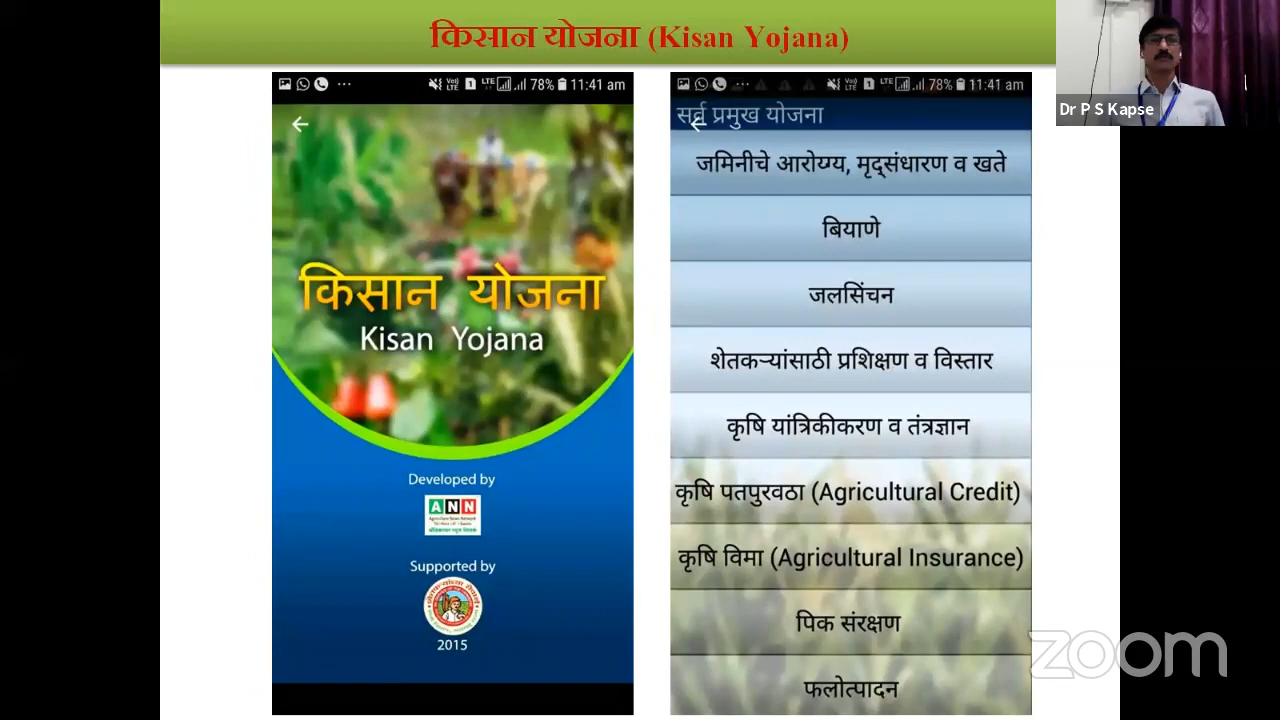 किसान योजना (Kisan Yojana)
Dr P S Kapse
78% 11:41 am
किसान योजना
Kisan Yojana
Developed by
ANN
Supported by
2015
78% 11:41 am
सर्व प्रमुख योजना
जमिनीचे आरोग्य, मृद्संधारण व खते
बियाणे
जलसिंचन
शेतकऱ्यांसाठी प्रशिक्षण व विस्तार
कृषि यांत्रिकीकरण व तंत्रज्ञान
कृषि पतपुरवठा (Agricultural Credit)
कृषि विमा (Agricultural Insurance)
पिक संरक्षण
फलोत्पादन
zoom